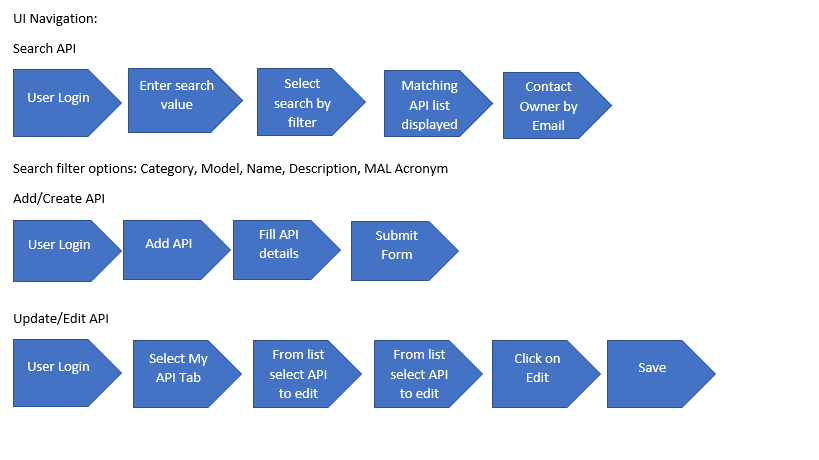 UI Navigation:
Search API
User Login
Enter search
value
Select
search by
filter
Matching
API list
displayed
Contact
Owner by
Email
Search filter options: Category, Model, Name, Description, MAL Acronym
Add/Create API
User Login
Add API
Fill API
details
Submit
Form
Update/Edit API
User Login
Select My
API Tab
From list
select API
to edit
From list
select API
to edit
Click on
Edit
Save